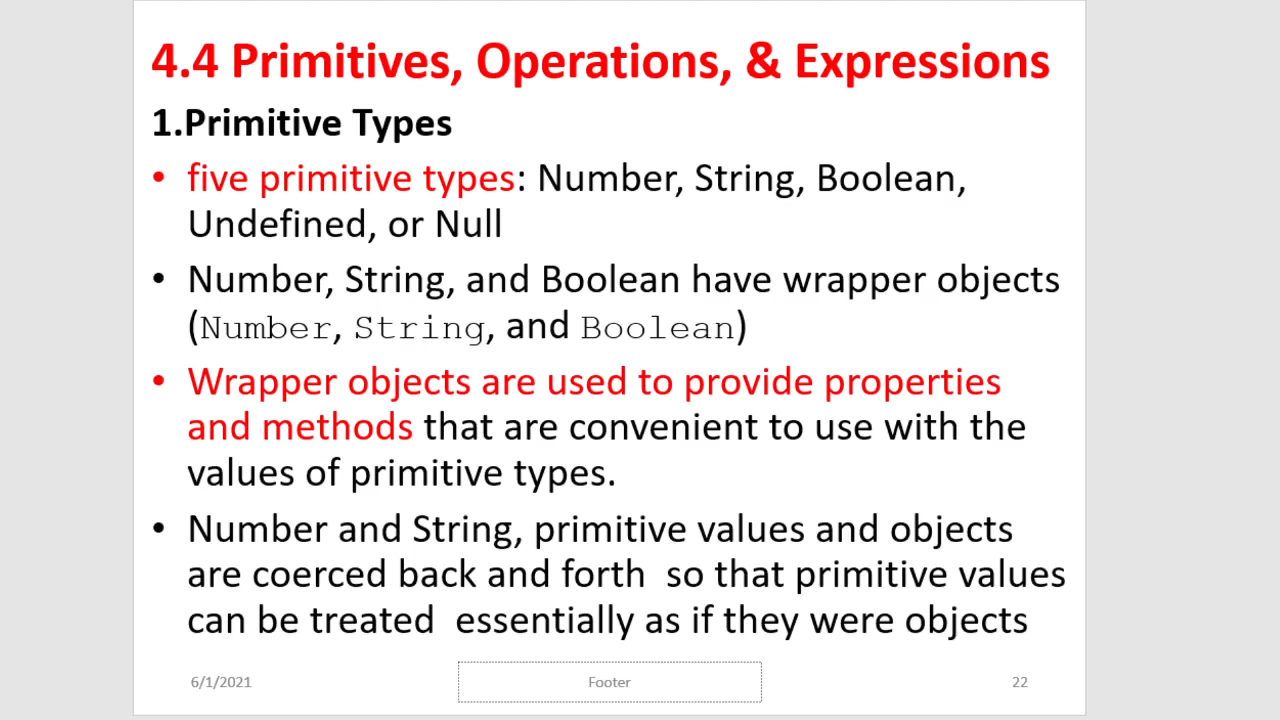 4.4 Primitives, Operations, & Expressions
1.Primitive Types
• five primitive types: Number, String, Boolean,
Undefined, or Null
• Number, String, and Boolean have wrapper objects
(Number, String, and Boolean)
• Wrapper objects are used to provide properties
and methods that are convenient to use with the
values of primitive types.
• Number and String, primitive values and objects
are coerced back and forth  so that primitive values
can be treated  essentially as if they were objects
6/1/2021
Footer
22